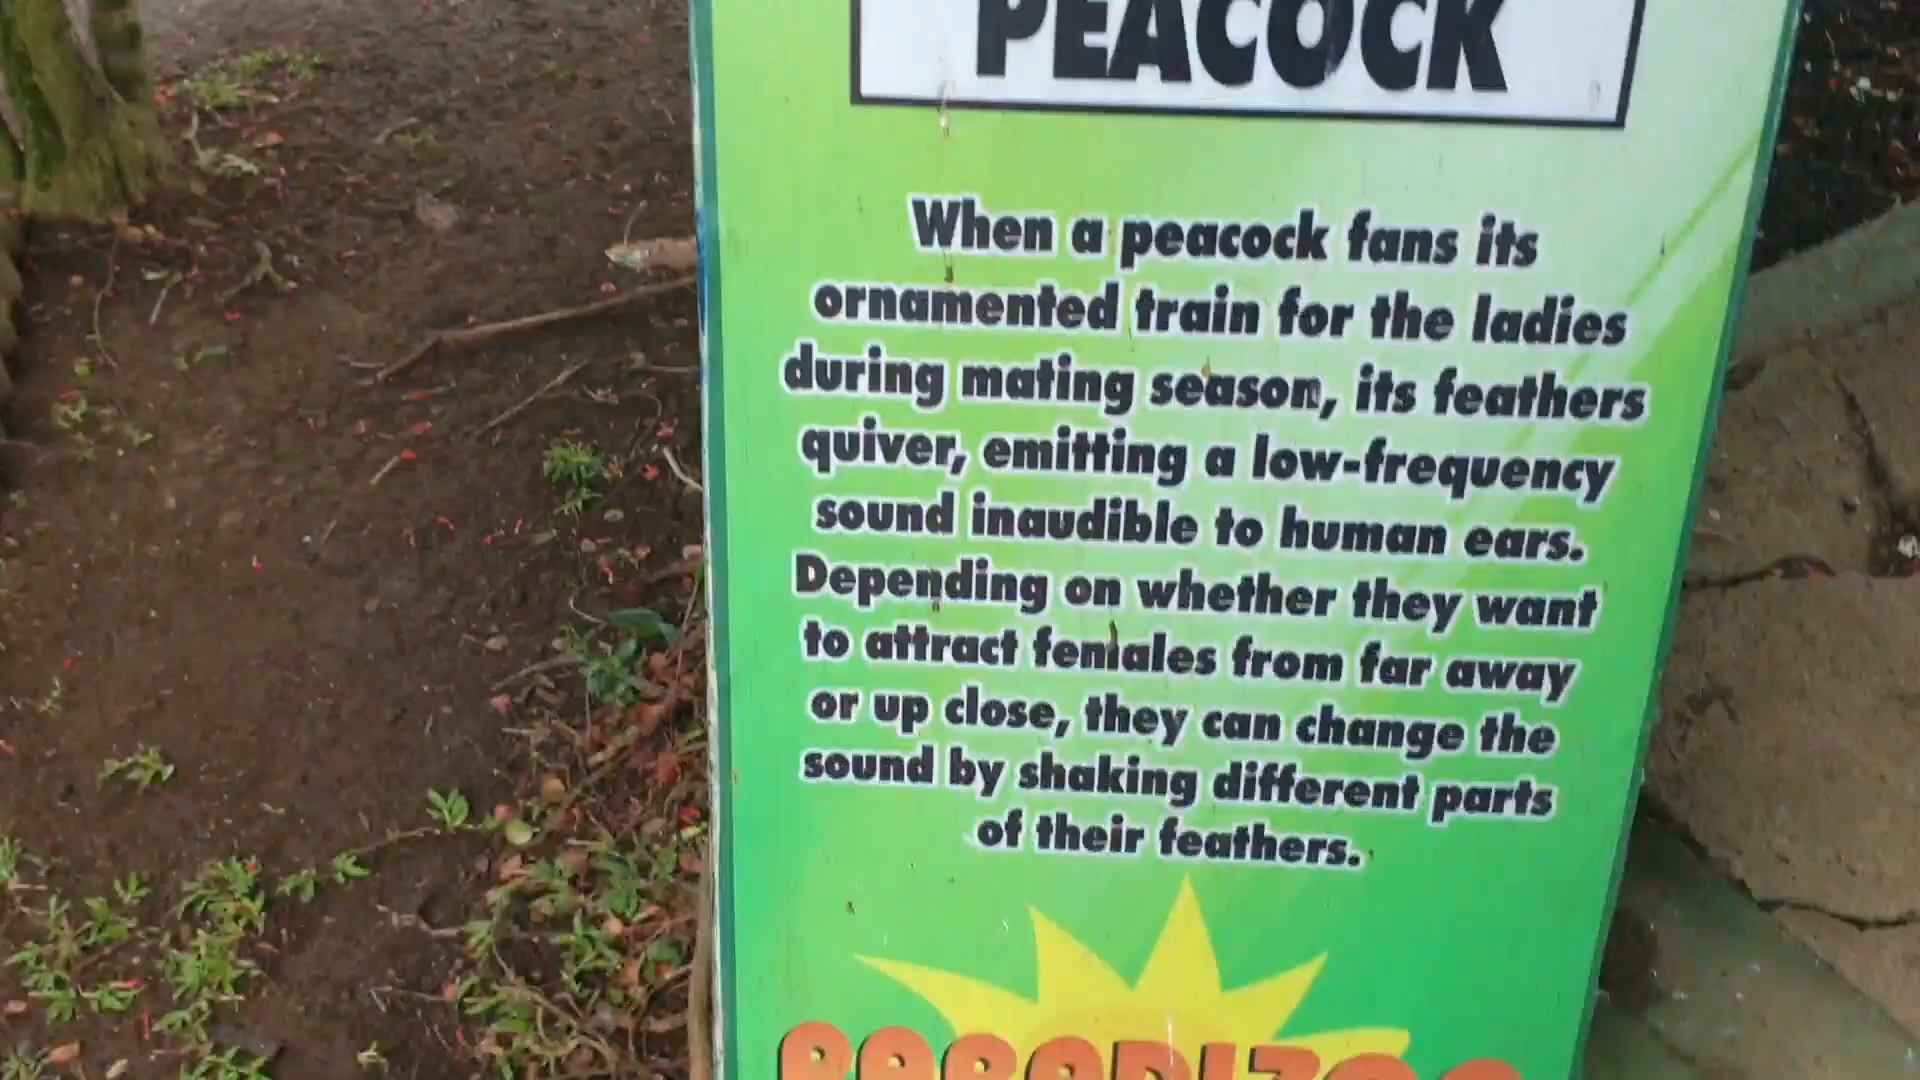 PEACOCK
When a peacock fans its
ornamented train for the ladies
during mating season, its feathers
quiver, emitting a low-frequency
sound inaudible to human ears.
Depending on whether they want
to attract females from far away
or up close, they can change the
sound by shaking different parts
of their feathers.
PARADIZOO